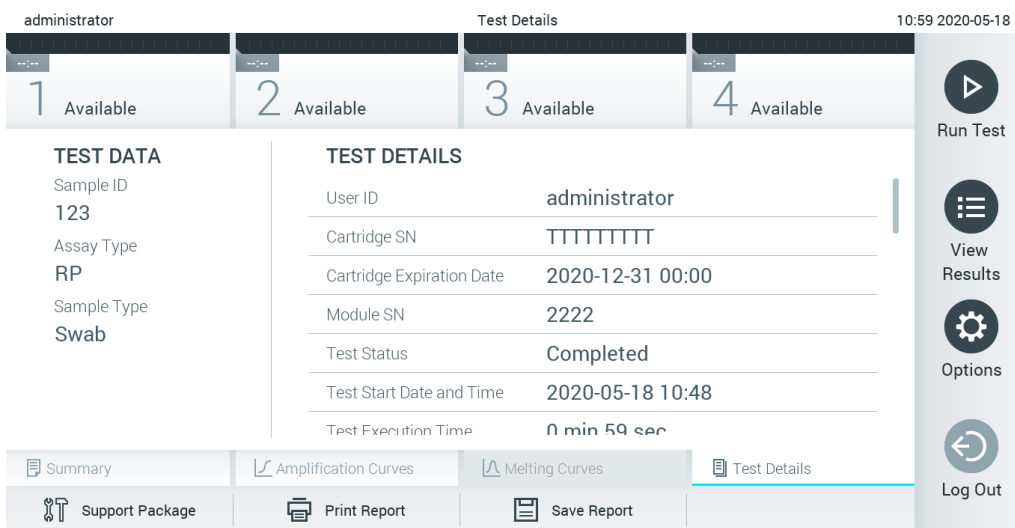 administrator Test Details 10:59 2020-05-18
--:-- --:-- --:-- --:--
1 Available 2 Available 3 Available 4 Available
Run Test
TEST DATA
Sample ID
123
Assay Type
RP
Sample Type
Swab
TEST DETAILS
User ID administrator
Cartridge SN TTTTTTTTT
Cartridge Expiration Date 2020-12-31 00:00
Module SN 2222
Test Status Completed
Test Start Date and Time 2020-05-18 10:48
Test Execution Time 0 min 59 sec
View
Results
Options
Log Out
Summary Amplification Curves Melting Curves Test Details
Support Package Print Report Save Report